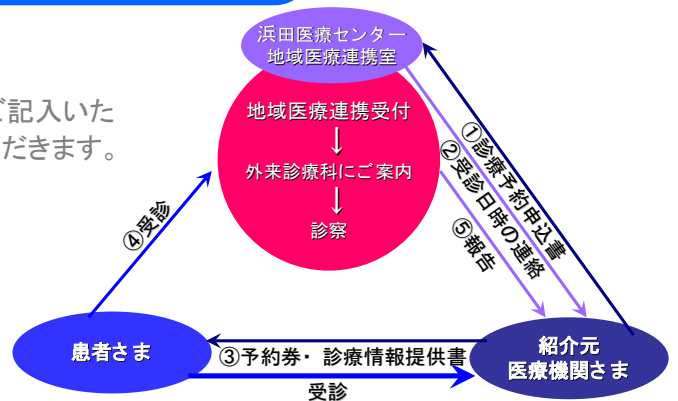 浜田医療センター
地域医療連携室
ご記入いた
だきます。
地域医療連携受付
↓
外来診療科にご案内
↓
診察
①診療予約申込書
②受診日時の連絡
⑤報告
④受診
患者さま
③予約券・診療情報提供書
受診
紹介元
医療機関さま